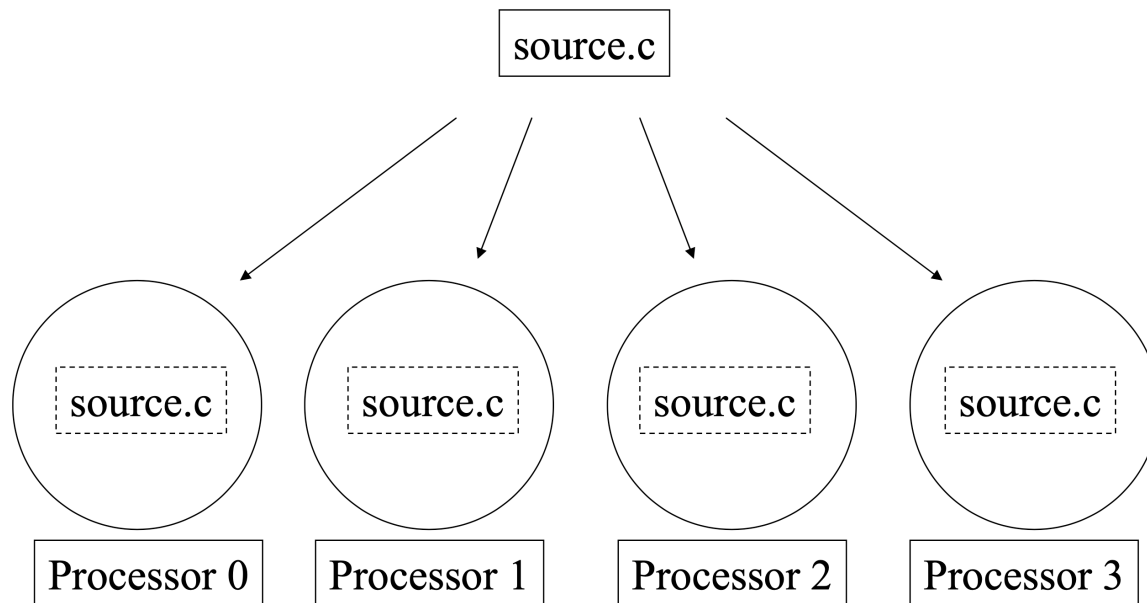 source.c
source.c
source.c
source.c
source.c
Processor 0
Processor 1
Processor 2
Processor 3